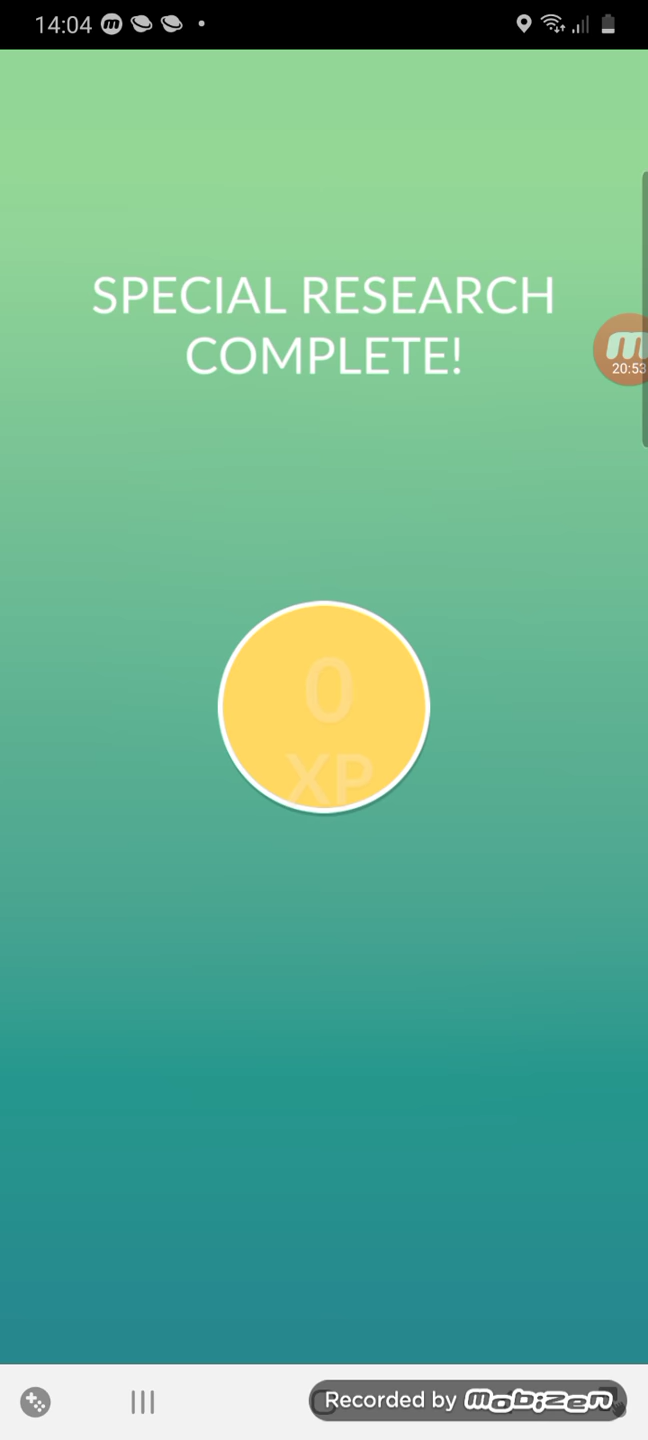 14:04
SPECIAL RESEARCH
COMPLETE!
20:53
0
XP
Recorded by mobizen